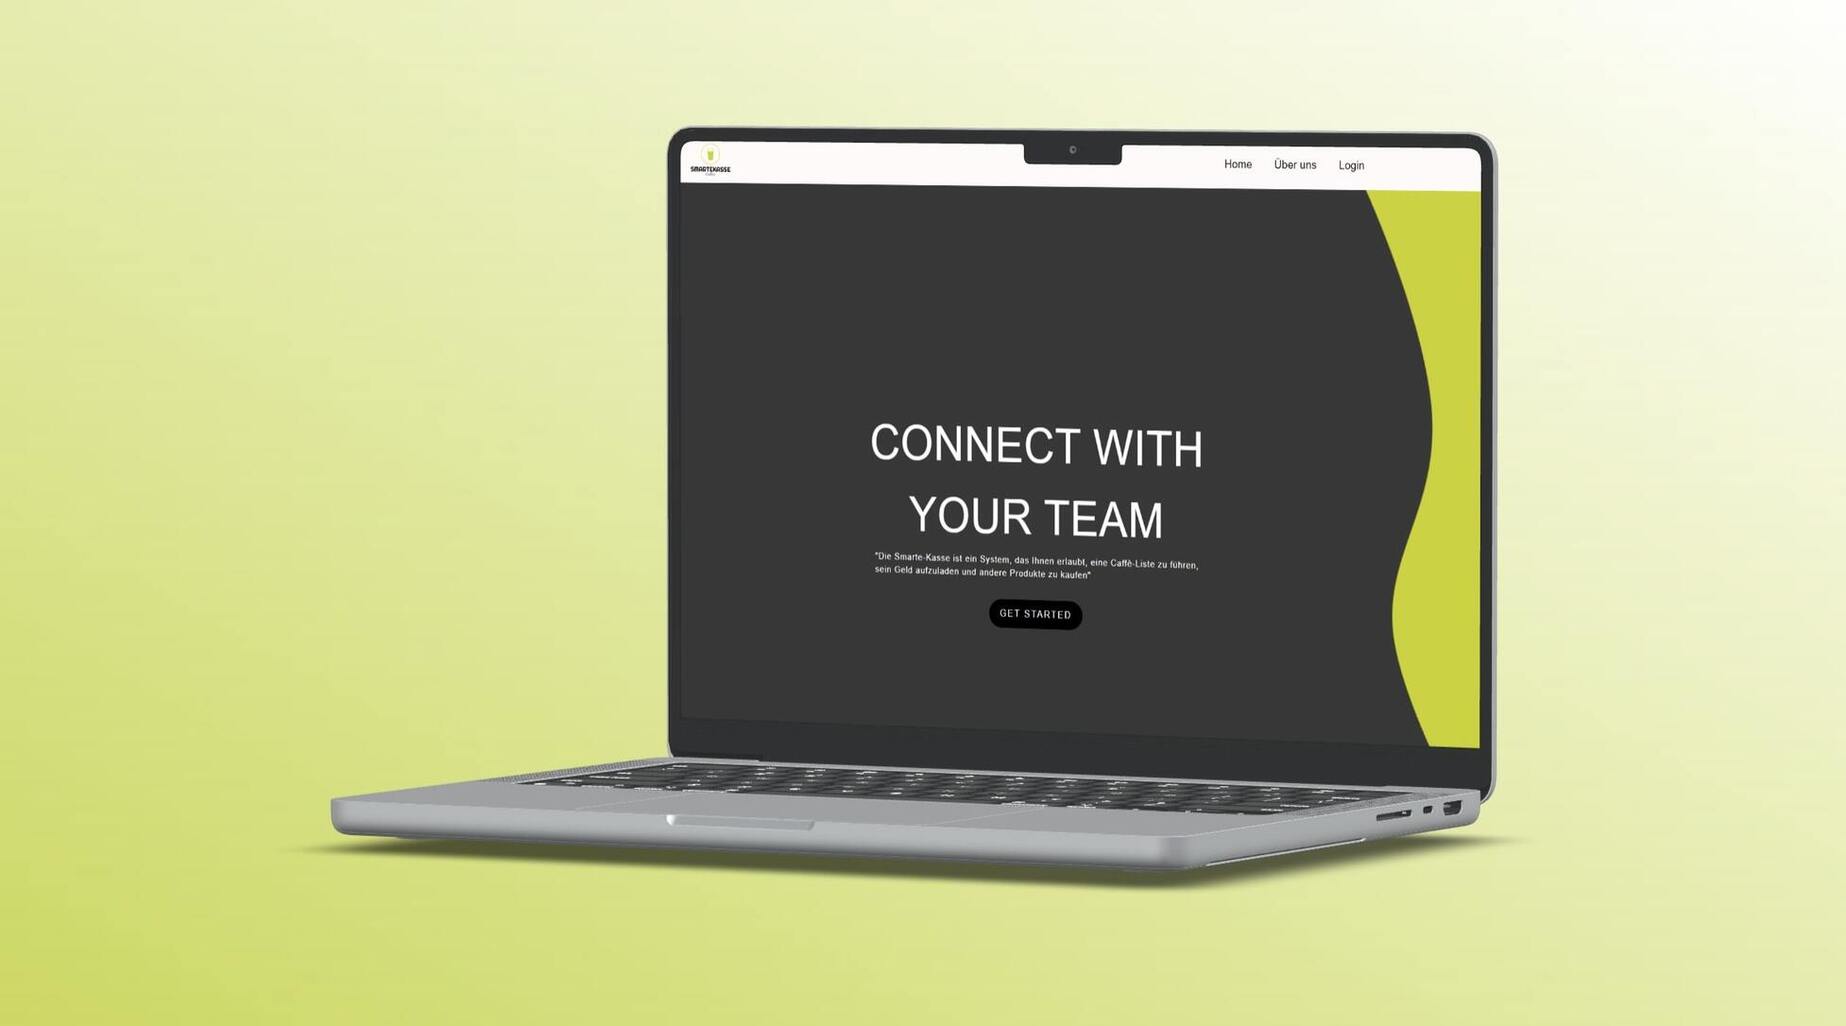 SMARTEKASSE
Home Über uns Login
CONNECT WITH
YOUR TEAM
"Die Smarte-Kasse ist ein System, das Ihnen erlaubt, eine Caffè-Liste zu führen,
sein Geld aufzuladen und andere Produkte zu kaufen"
GET STARTED